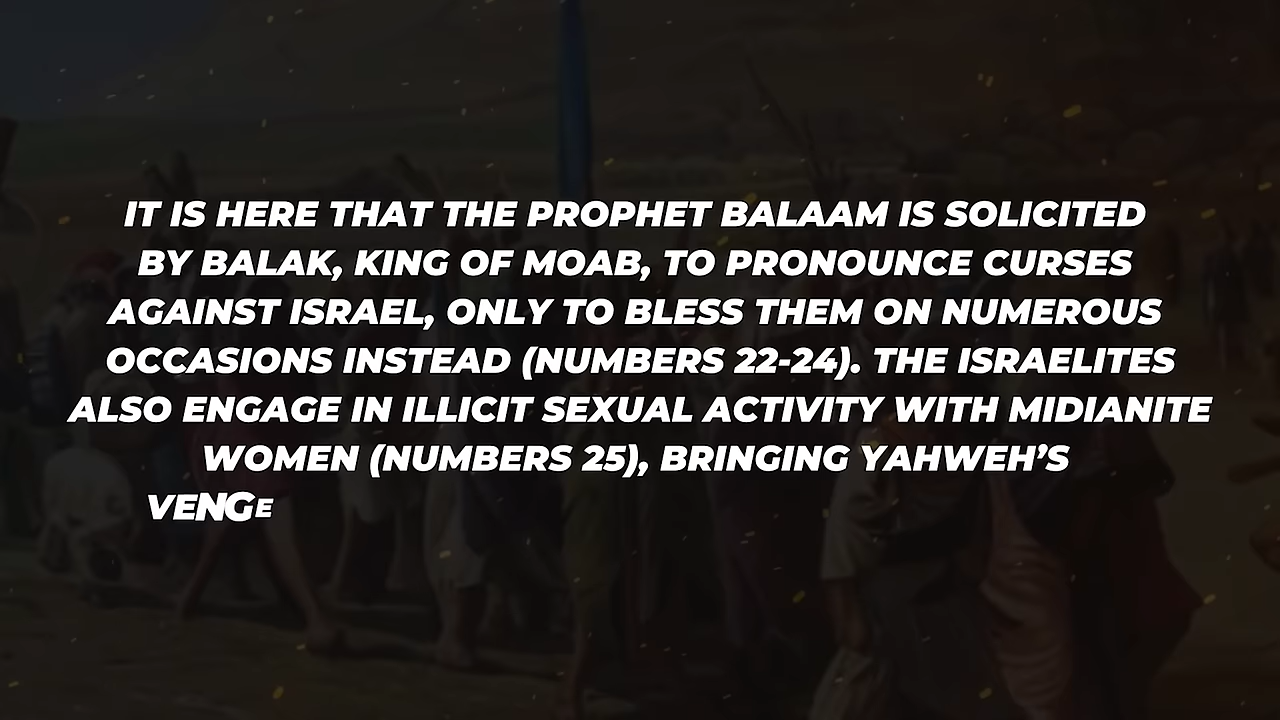 IT IS HERE THAT THE PROPHET BALAAM IS SOLICITED
BY BALAK, KING OF MOAB, TO PRONOUNCE CURSES
AGAINST ISRAEL, ONLY TO BLESS THEM ON NUMEROUS
OCCASIONS INSTEAD (NUMBERS 22-24). THE ISRAELITES
ALSO ENGAGE IN ILLICIT SEXUAL ACTIVITY WITH MIDIANITE
WOMEN (NUMBERS 25), BRINGING YAHWEH’S
VENGE